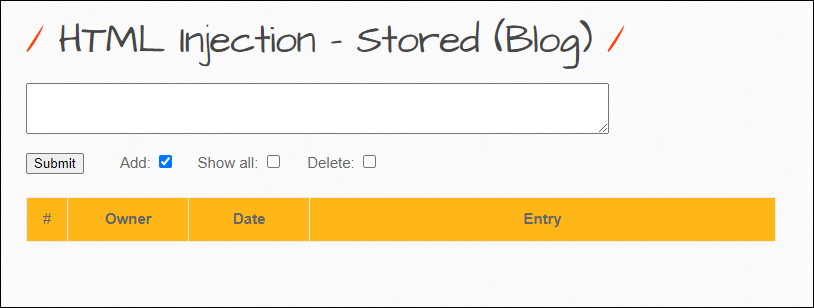 / HTML Injection - Stored (Blog) /
Submit Add: Show all: Delete:
# Owner Date Entry